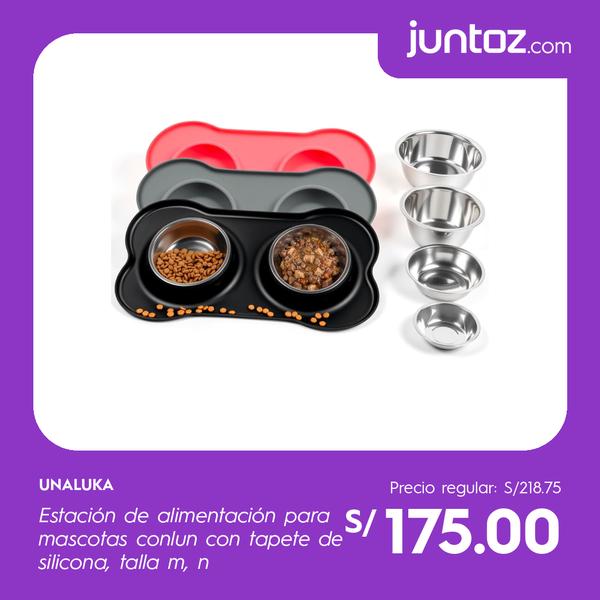 juntoz.com
UNALUKA
Estación de alimentación para
mascotas conlun con tapete de
silicona, talla m, n
Precio regular: S/218.75
S/ 175.00